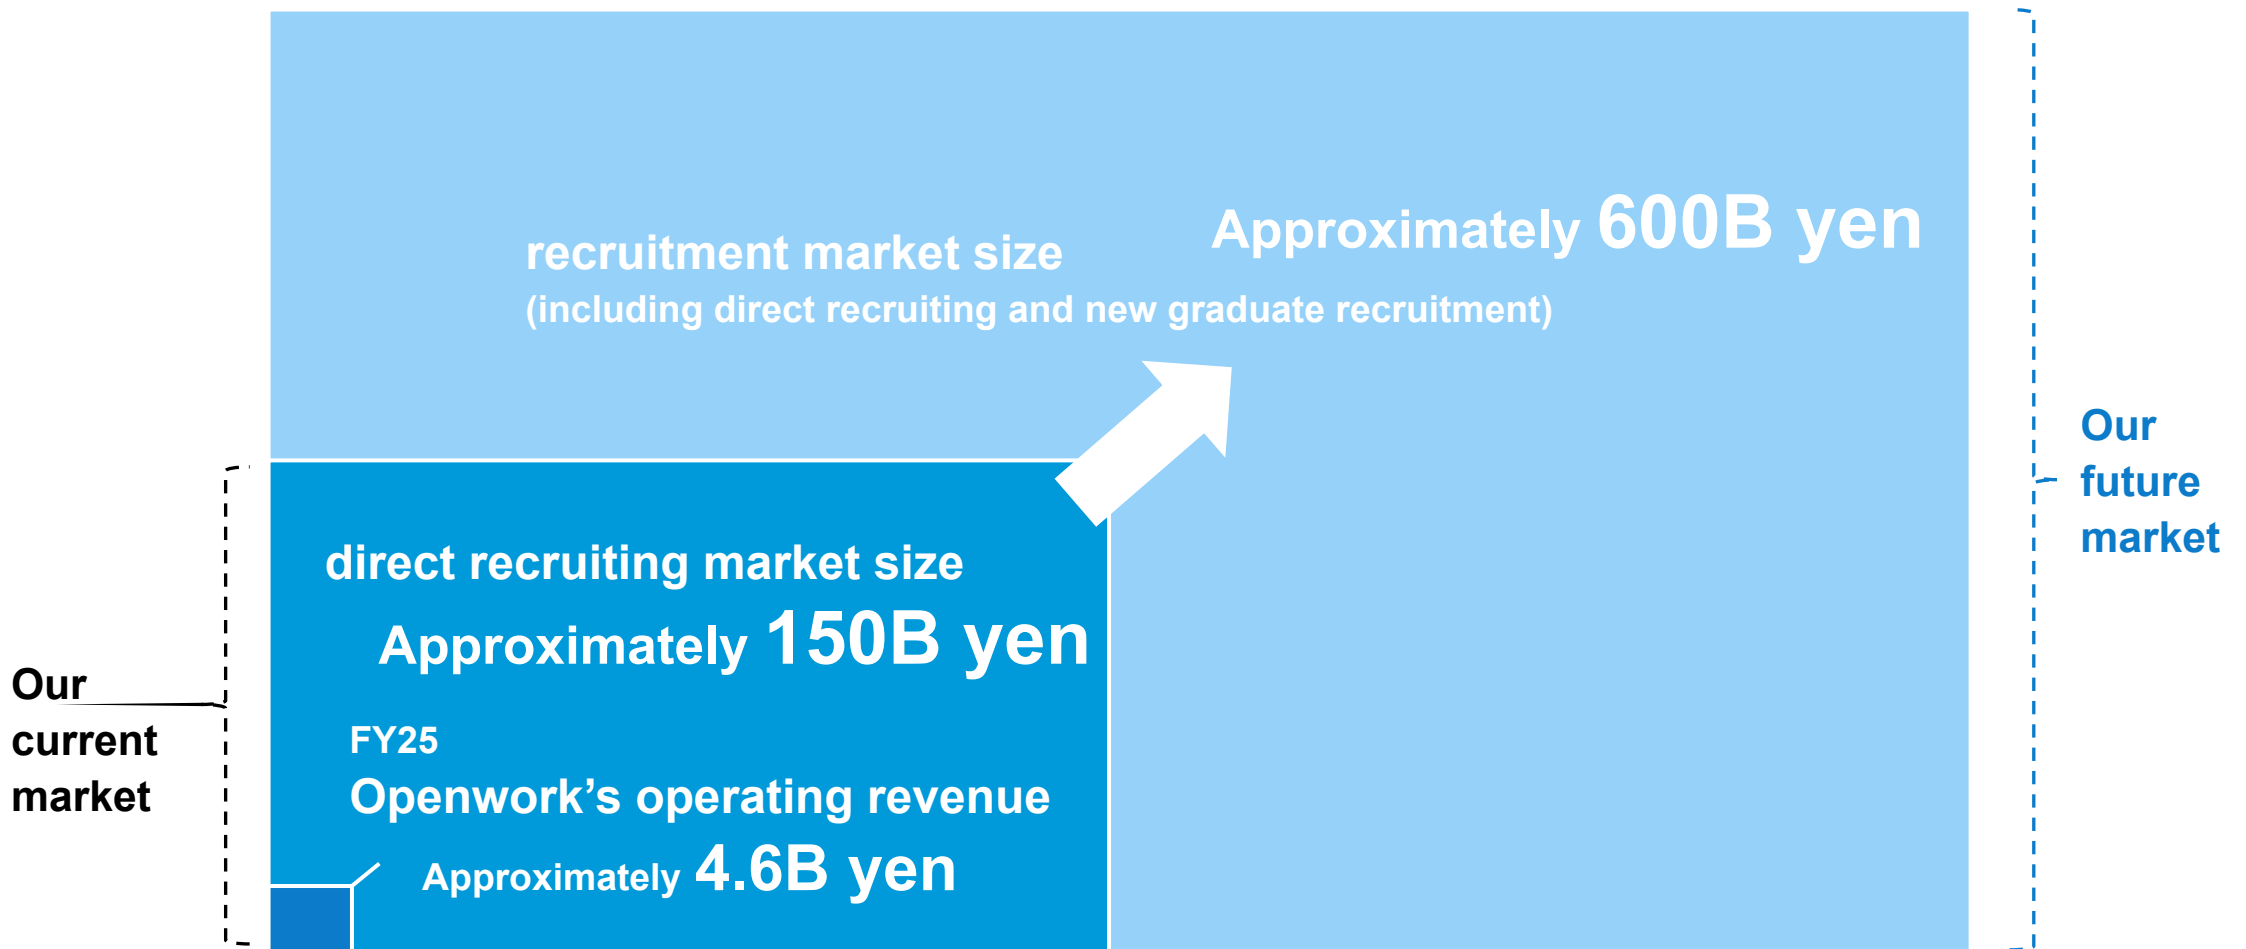 recruitment market size
Approximately 600B yen
(including direct recruiting and new graduate recruitment)
direct recruiting market size
Approximately 150B yen
FY25
Openwork’s operating revenue
Approximately 4.6B yen
Our
current
market
Our
future
market